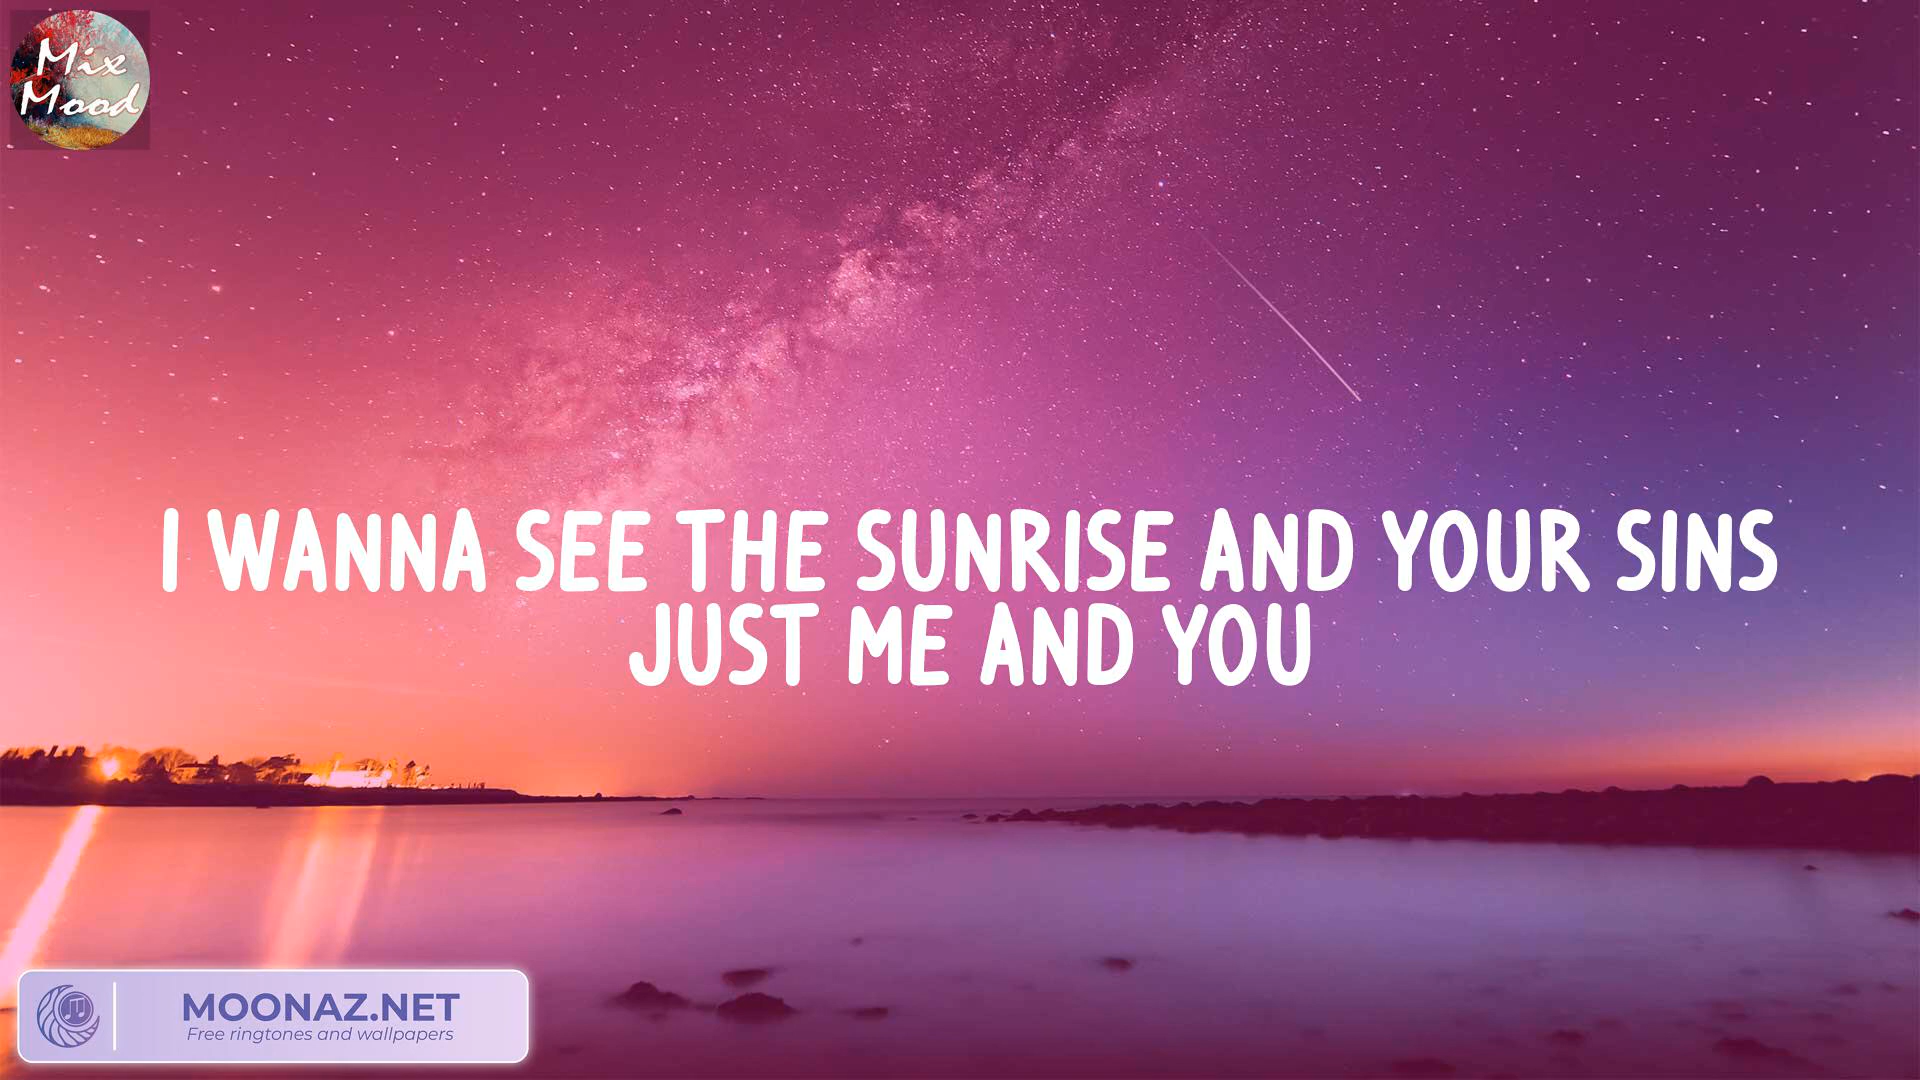 Mix
Mood
I WANNA SEE THE SUNRISE AND YOUR SINS
JUST ME AND YOU
MOONAZ.NET
Free ringtones and wallpapers